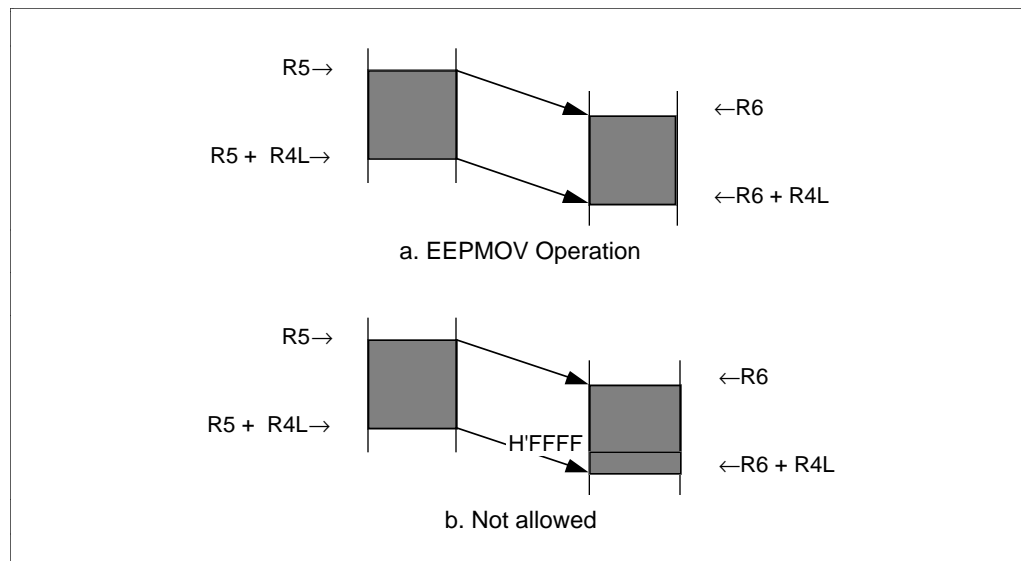 R5→
←R6
R5 + R4L→
←R6 + R4L
a. EEPMOV Operation
R5→
←R6
R5 + R4L→
H'FFFF
←R6 + R4L
b. Not allowed